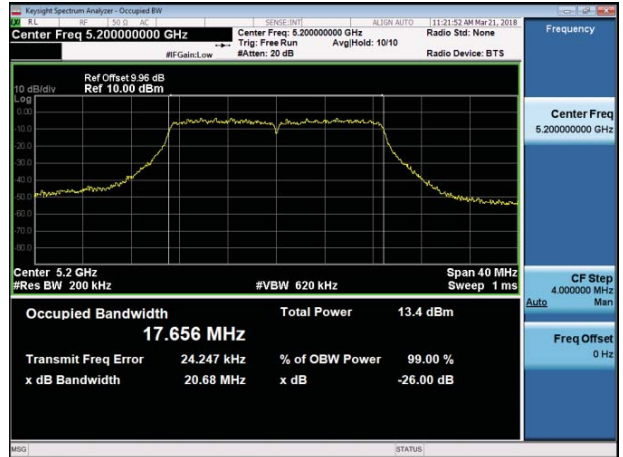 Keysight Spectrum Analyzer - Occupied BW
RL RF 50 Ω AC SENSE:INT ALIGN AUTO 11:21:52 AM Mar 21, 2018
Center Freq 5.200000000 GHz Center Freq: 5.200000000 GHz Radio Std: None
Trig: Free Run Avg|Hold: 10/10
#IFGain:Low #Atten: 20 dB Radio Device: BTS
Ref Offset 9.96 dB
10 dB/div Ref 10.00 dBm
Log
0.00
-10.0
-20.0
-30.0
-40.0
-50.0
-60.0
-70.0
-80.0
Center 5.2 GHz Span 40 MHz
#Res BW 200 kHz #VBW 620 kHz Sweep 1 ms
Occupied Bandwidth Total Power 13.4 dBm
17.656 MHz
Transmit Freq Error 24.247 kHz % of OBW Power 99.00 %
x dB Bandwidth 20.68 MHz x dB -26.00 dB
MSG STATUS
Frequency
Center Freq
5.200000000 GHz
CF Step
4.000000 MHz
Auto Man
Freq Offset
0 Hz